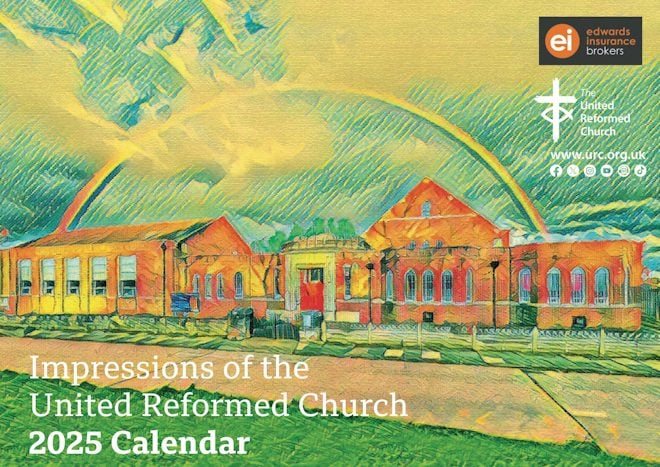 ei
edwards
insurance
brokers
The
United
Reformed
Church
www.urc.org.uk
Impressions of the
United Reformed Church
2025 Calendar